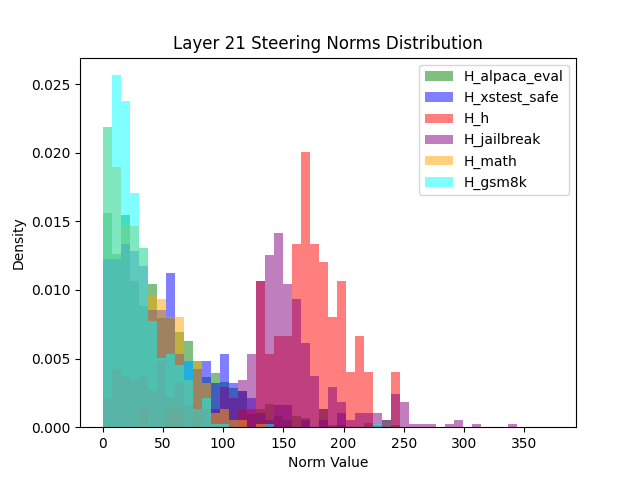 Layer 21 Steering Norms Distribution
H_alpaca_eval
H_xstest_safe
H_h
H_jailbreak
H_math
H_gsm8k
0.025
0.020
0.015
0.010
0.005
0.000
Density
0 50 100 150 200 250 300 350
Norm Value